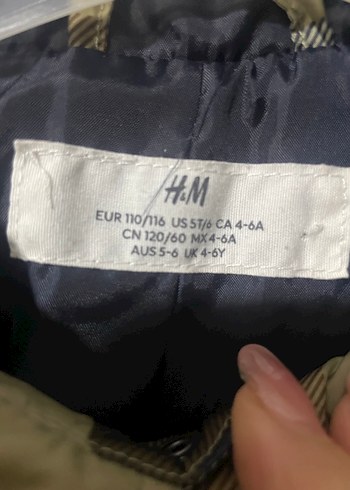 H&M
EUR 110/116 US 5T/6 CA 4-6A
CN 120/60 MX 4-6A
AUS 5-6 UK 4-6Y